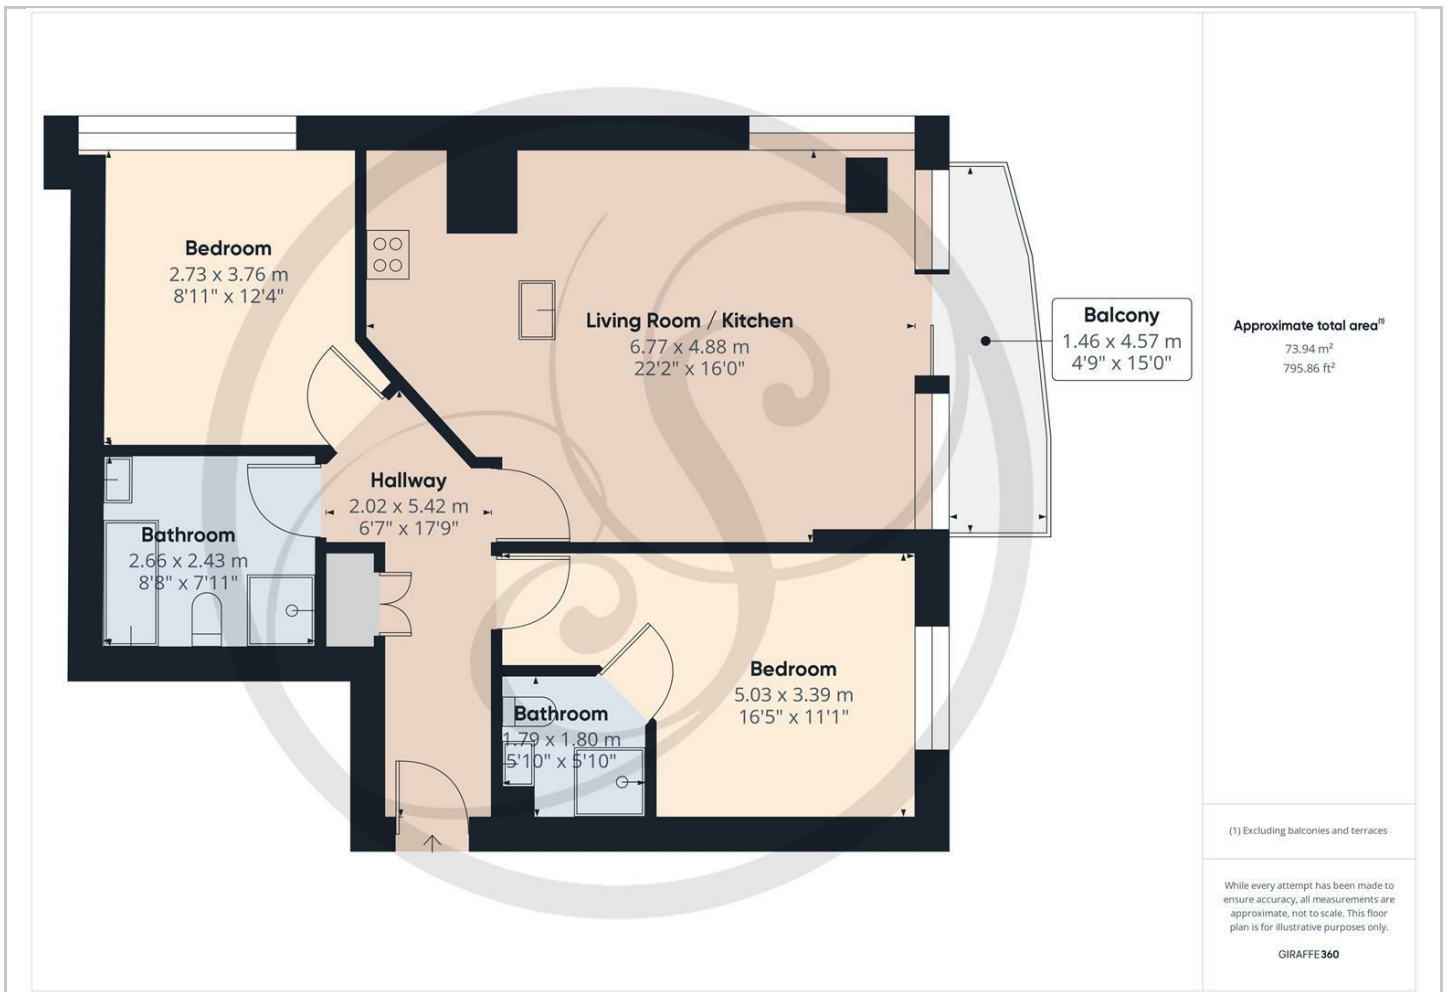 Bedroom
2.73 x 3.76 m
8'11" x 12'4"
Living Room / Kitchen
6.77 x 4.88 m
22'2" x 16'0"
Balcony
1.46 x 4.57 m
4'9" x 15'0"
Hallway
2.02 x 5.42 m
6'7" x 17'9"
Bathroom
2.66 x 2.43 m
8'8" x 7'11"
Bedroom
5.03 x 3.39 m
16'5" x 11'1"
Bathroom
1.79 x 1.80 m
5'10" x 5'10"
Approximate total area(1)
73.94 m²
795.86 ft²
(1) Excluding balconies and terraces
While every attempt has been made to
ensure accuracy, all measurements are
approximate, not to scale. This floor
plan is for illustrative purposes only.
GIRAFFE360